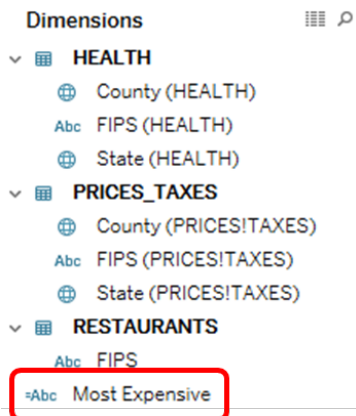 Dimensions
HEALTH
County (HEALTH)
Abc FIPS (HEALTH)
State (HEALTH)
PRICES_TAXES
County (PRICES!TAXES)
Abc FIPS (PRICES!TAXES)
State (PRICES!TAXES)
RESTAURANTS
Abc FIPS
=Abc Most Expensive